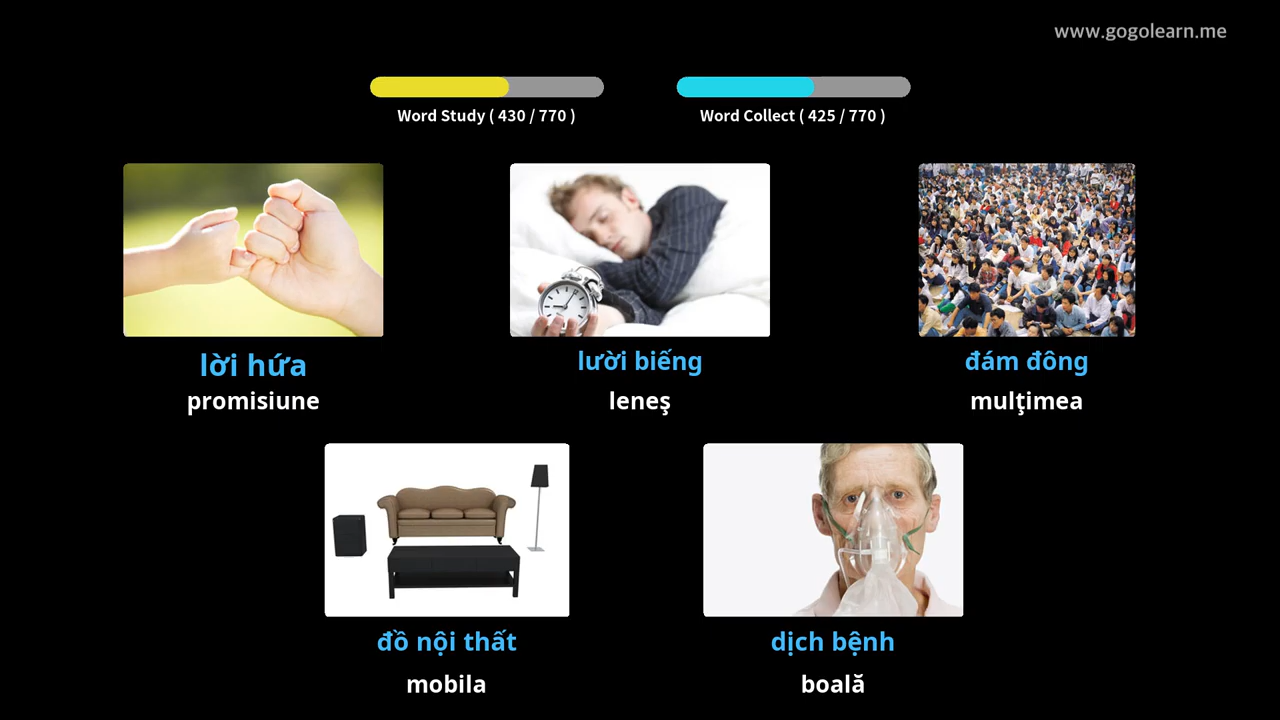 www.gogolearn.me
Word Study ( 430 / 770 )
Word Collect ( 425 / 770 )
lời hứa
promisiune
lười biếng
leneş
đám đông
mulţimea
đồ nội thất
mobila
dịch bệnh
boală